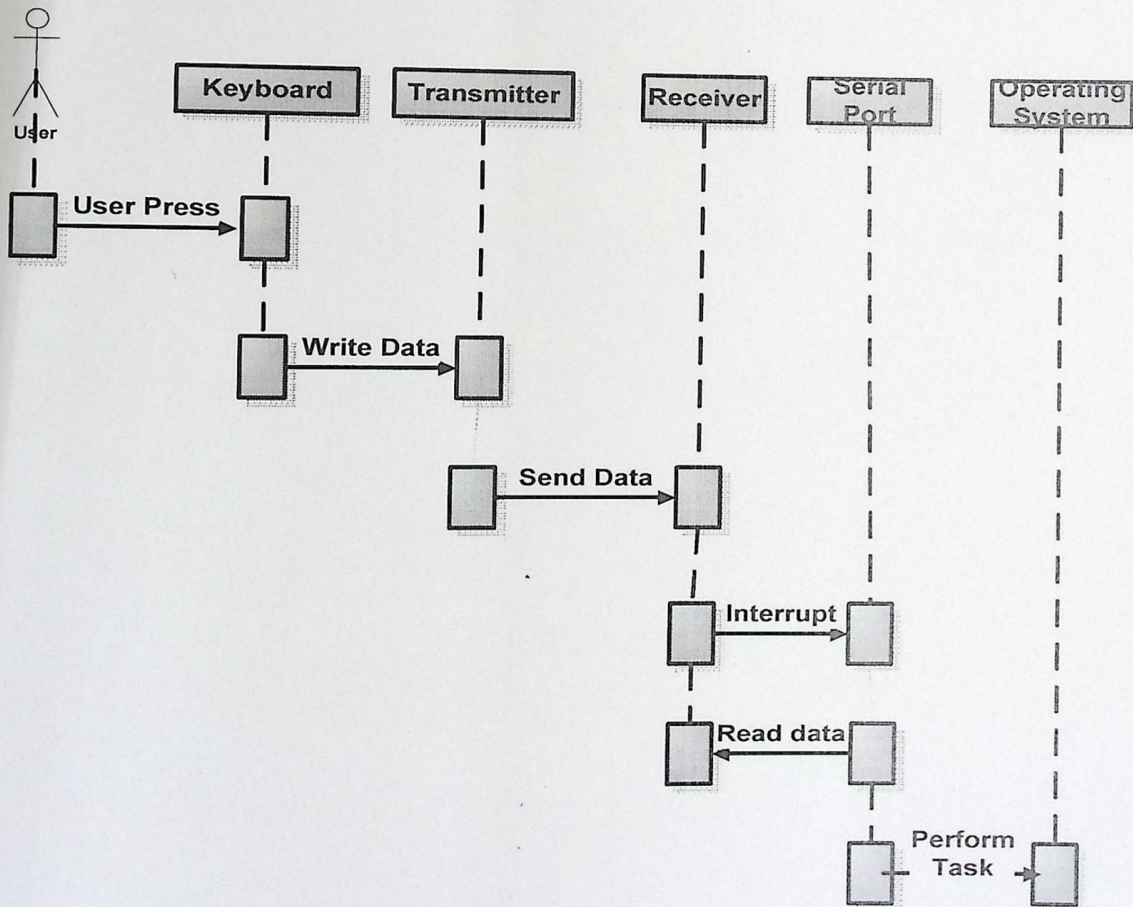 User
Keyboard
Transmitter
Receiver
Serial
Port
Operating
System
User Press
Write Data
Send Data
Interrupt
Read data
Perform
Task